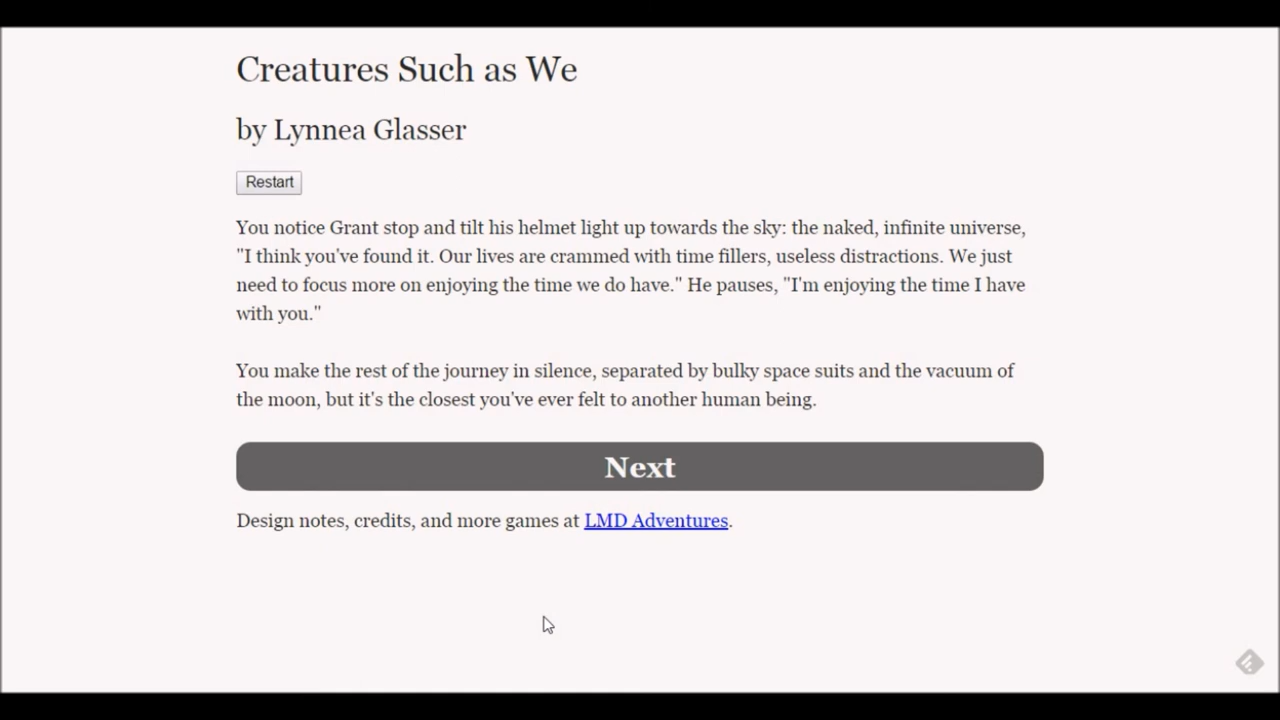 Creatures Such as We
by Lynnea Glasser
Restart
You notice Grant stop and tilt his helmet light up towards the sky: the naked, infinite universe,
"I think you've found it. Our lives are crammed with time fillers, useless distractions. We just
need to focus more on enjoying the time we do have." He pauses, "I'm enjoying the time I have
with you."
You make the rest of the journey in silence, separated by bulky space suits and the vacuum of
the moon, but it's the closest you've ever felt to another human being.
Next
Design notes, credits, and more games at LMD Adventures.